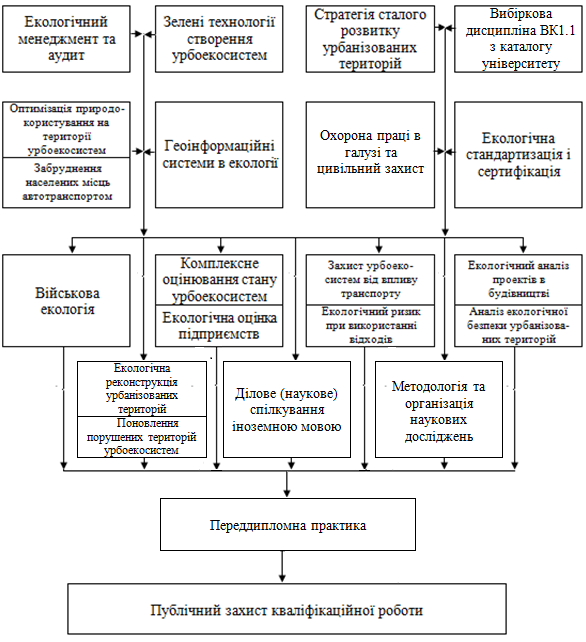 Екологічний
менеджмент та
аудит
Зелені технології
створення
урбоекосистем
Стратегія сталого
розвитку
урбанізованих
територій
Вибіркова
дисципліна ВК1.1
з каталогу
університету
Оптимізація природо-
користування на
території
урбоекосистем
Забруднення
населених місць
автотранспортом
Геоінформаційні
системи в екології
Охорона праці в
галузі та
цивільний захист
Екологічна
стандартизація і
сертифікація
Військова
екологія
Комплексне
оцінювання стану
урбоекосистем
Екологічна оцінка
підприємств
Захист урбоеко-
систем від впливу
транспорту
Екологічний ризик
при використанні
відходів
Екологічний аналіз
проектів в
будівництві
Аналіз екологічної
безпеки урбанізова-
них територій
Екологічна
реконструкція
урбанізованих
територій
Поновлення
порушених територій
урбоекосистем
Ділове (наукове)
спілкування
іноземною мовою
Методологія та
організація
наукових
досліджень
Переддипломна практика
Публічний захист кваліфікаційної роботи